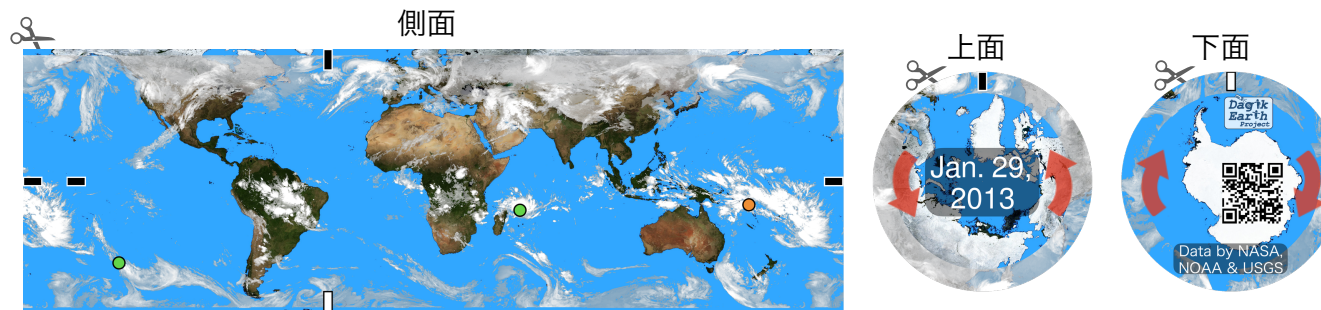 側面
上面
下面
Jan. 29,
2013
Dagik
Earth
Project
Data by NASA,
NOAA & USGS